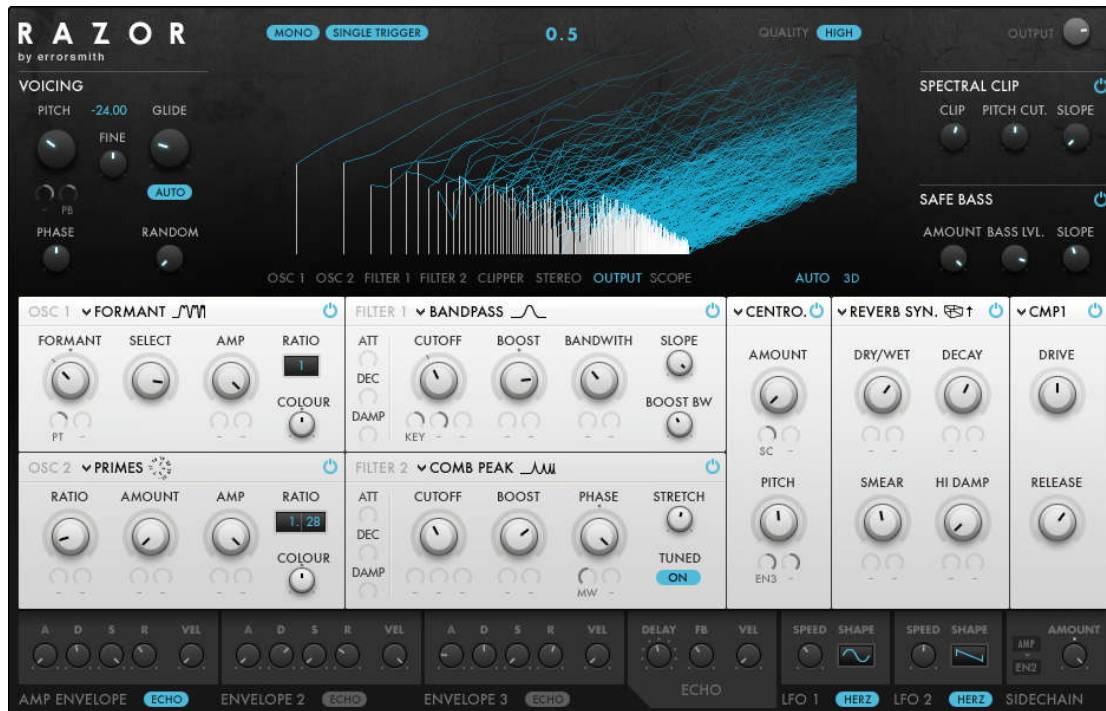 RAZOR
by errorsmith
MONO SINGLE TRIGGER 0.5 QUALITY HIGH OUTPUT
VOICING
PITCH -24.00 GLIDE
FINE
AUTO
- PB
PHASE RANDOM
SPECTRAL CLIP
CLIP PITCH CUT. SLOPE
SAFE BASS
AMOUNT BASS LVL. SLOPE
OSC 1 OSC 2 FILTER 1 FILTER 2 CLIPPER STEREO OUTPUT SCOPE AUTO 3D
OSC 1 FORMANT
FORMANT SELECT AMP RATIO
1
COLOUR
PT - - -
FILTER 1 BANDPASS
ATT CUTOFF BOOST BANDWITH SLOPE
DEC
BOOST BW
DAMP
KEY - - - - - -
OSC 2 PRIMES
RATIO AMOUNT AMP RATIO
1. 28
COLOUR
- - - - - -
FILTER 2 COMB PEAK
ATT CUTOFF BOOST PHASE STRETCH
DEC
TUNED
DAMP
ON
- - - - - MW -
CENTRO.
AMOUNT
SC -
PITCH
EN3 -
REVERB SYN.
DRY/WET DECAY
- - - -
SMEAR HI DAMP
- - - -
CMP1
DRIVE
RELEASE
A D S R VEL
AMP ENVELOPE ECHO
A D S R VEL
ENVELOPE 2 ECHO
A D S R VEL
ENVELOPE 3 ECHO
DELAY FB VEL
ECHO
SPEED SHAPE
LFO 1 HERZ
SPEED SHAPE
LFO 2 HERZ
AMOUNT
AMP
EN2
SIDECHAIN